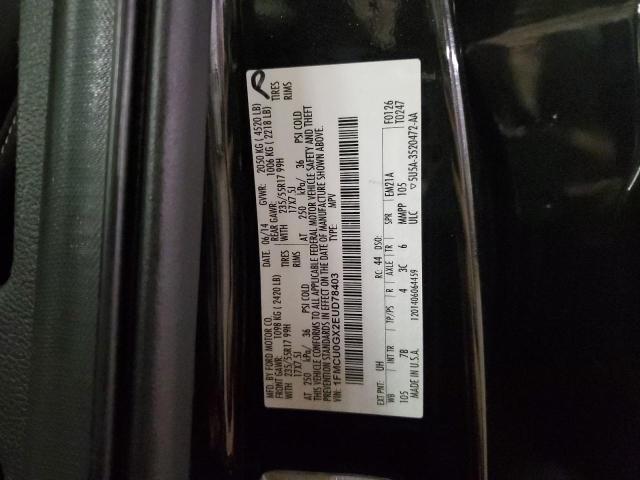 MFD. BY FORD MOTOR CO.
DATE: 06/14 GVWR: 2050 KG ( 4520 LB)
FRONT GAWR: 1098 KG ( 2420 LB) REAR GAWR: 1006 KG ( 2218 LB)
235/55R17 99H TIRES WITH 235/55R17 99H TIRES
17X7.5J RIMS 17X7.5J RIMS
AT 250 kPa/ 36 PSI COLD AT 250 kPa/ 36 PSI COLD
THIS VEHICLE CONFORMS TO ALL APPLICABLE FEDERAL MOTOR VEHICLE SAFETY AND THEFT
PREVENTION STANDARDS IN EFFECT ON THE DATE OF MANUFACTURE SHOWN ABOVE.
VIN: 1FMCU0GX2EUD78403 TYPE: MPV
EXT PNT: UH RC: 44 DSO: F0126
T0247
WB INT TR TP/PS R AXLE TR SPR EM21A
105 7B 4 3C 6 MMPP 105
MADE IN U.S.A. 1201406064459 ULC ▽5U5A-3520472-AA